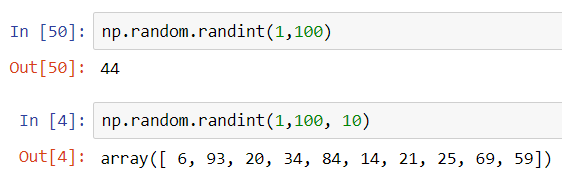 In [50]: np.random.randint(1,100)
Out[50]: 44
In [4]: np.random.randint(1,100, 10)
Out[4]: array([ 6, 93, 20, 34, 84, 14, 21, 25, 69, 59])